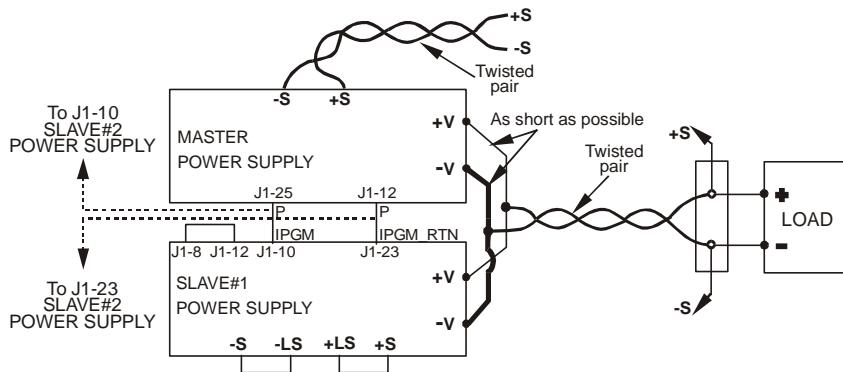 +S
-S
Twisted
pair
-S
+S
To J1-10
SLAVE#2
POWER SUPPLY
MASTER
POWER SUPPLY
+V
-V
As short as possible
Twisted
pair
+S
+
LOAD
-
-S
J1-25
J1-12
P
P
IPGM
IPGM_RTN
J1-8
J1-12
J1-10
J1-23
To J1-23
SLAVE#2
POWER SUPPLY
SLAVE#1
POWER SUPPLY
+V
-V
-S
-LS
+LS
+S